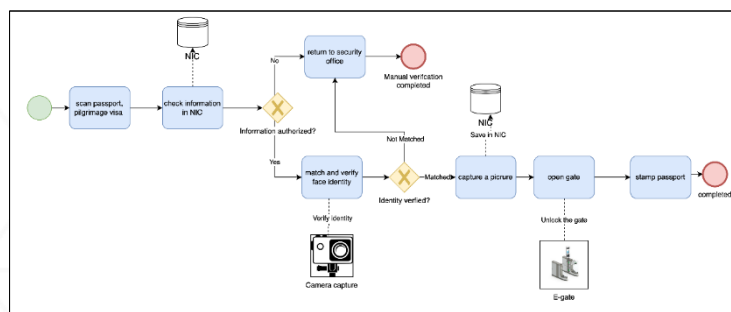 NIC
scan passport,
pilgrimage visa
check information
in NIC
Information authorized?
No
return to security
office
Manual verifcation
completed
Yes
match and verify
face identity
Verify identity
Camera capture
Not Matched
Identity verfied?
Matched
NIC
Save in NIC
capture a picrure
open gate
Unlock the gate
E-gate
stamp passport
completed